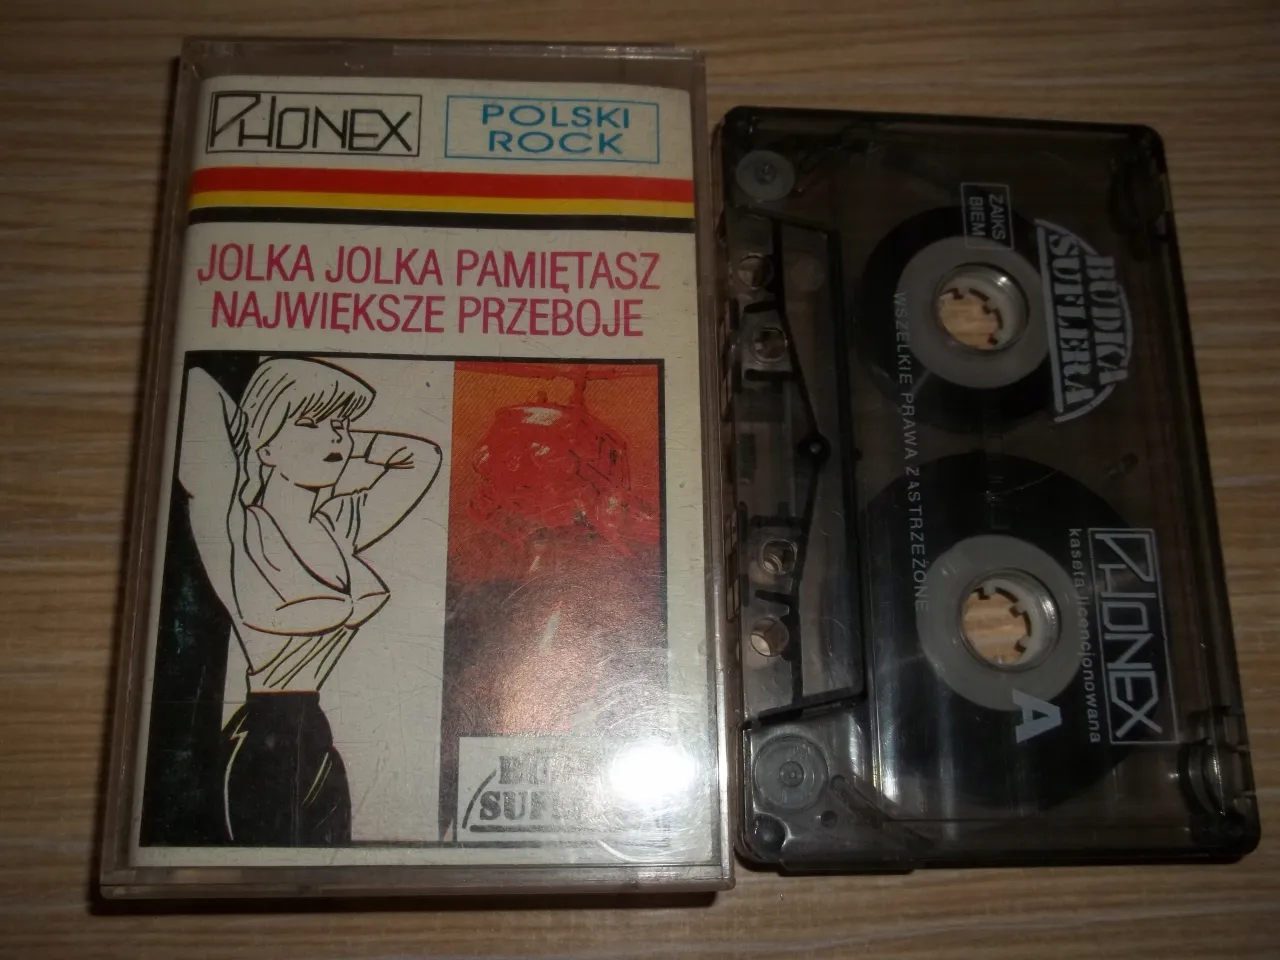 PHONEX
POLSKI
ROCK
JOLKA JOLKA PAMIĘTASZ
NAJWIĘKSZE PRZEBOJE
ZAIKS
BIEM
BUDKA
SUFLERA
WSZELKIE PRAWA ZASTRZEŻONE
PHONEX
kaseta licencjonowana
A